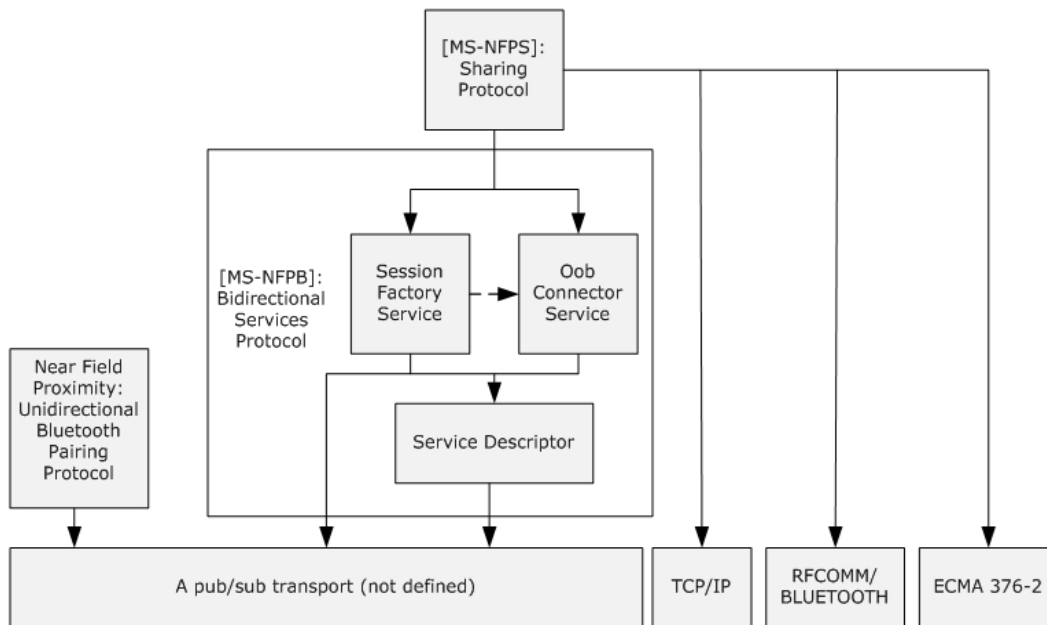 [MS-NFPS]:
Sharing
Protocol
[MS-NFPB]:
Bidirectional
Services
Protocol
Session
Factory
Service
Oob
Connector
Service
Near Field
Proximity:
Unidirectional
Bluetooth
Pairing
Protocol
Service Descriptor
A pub/sub transport (not defined)
TCP/IP
RFCOMM/
BLUETOOTH
ECMA 376-2